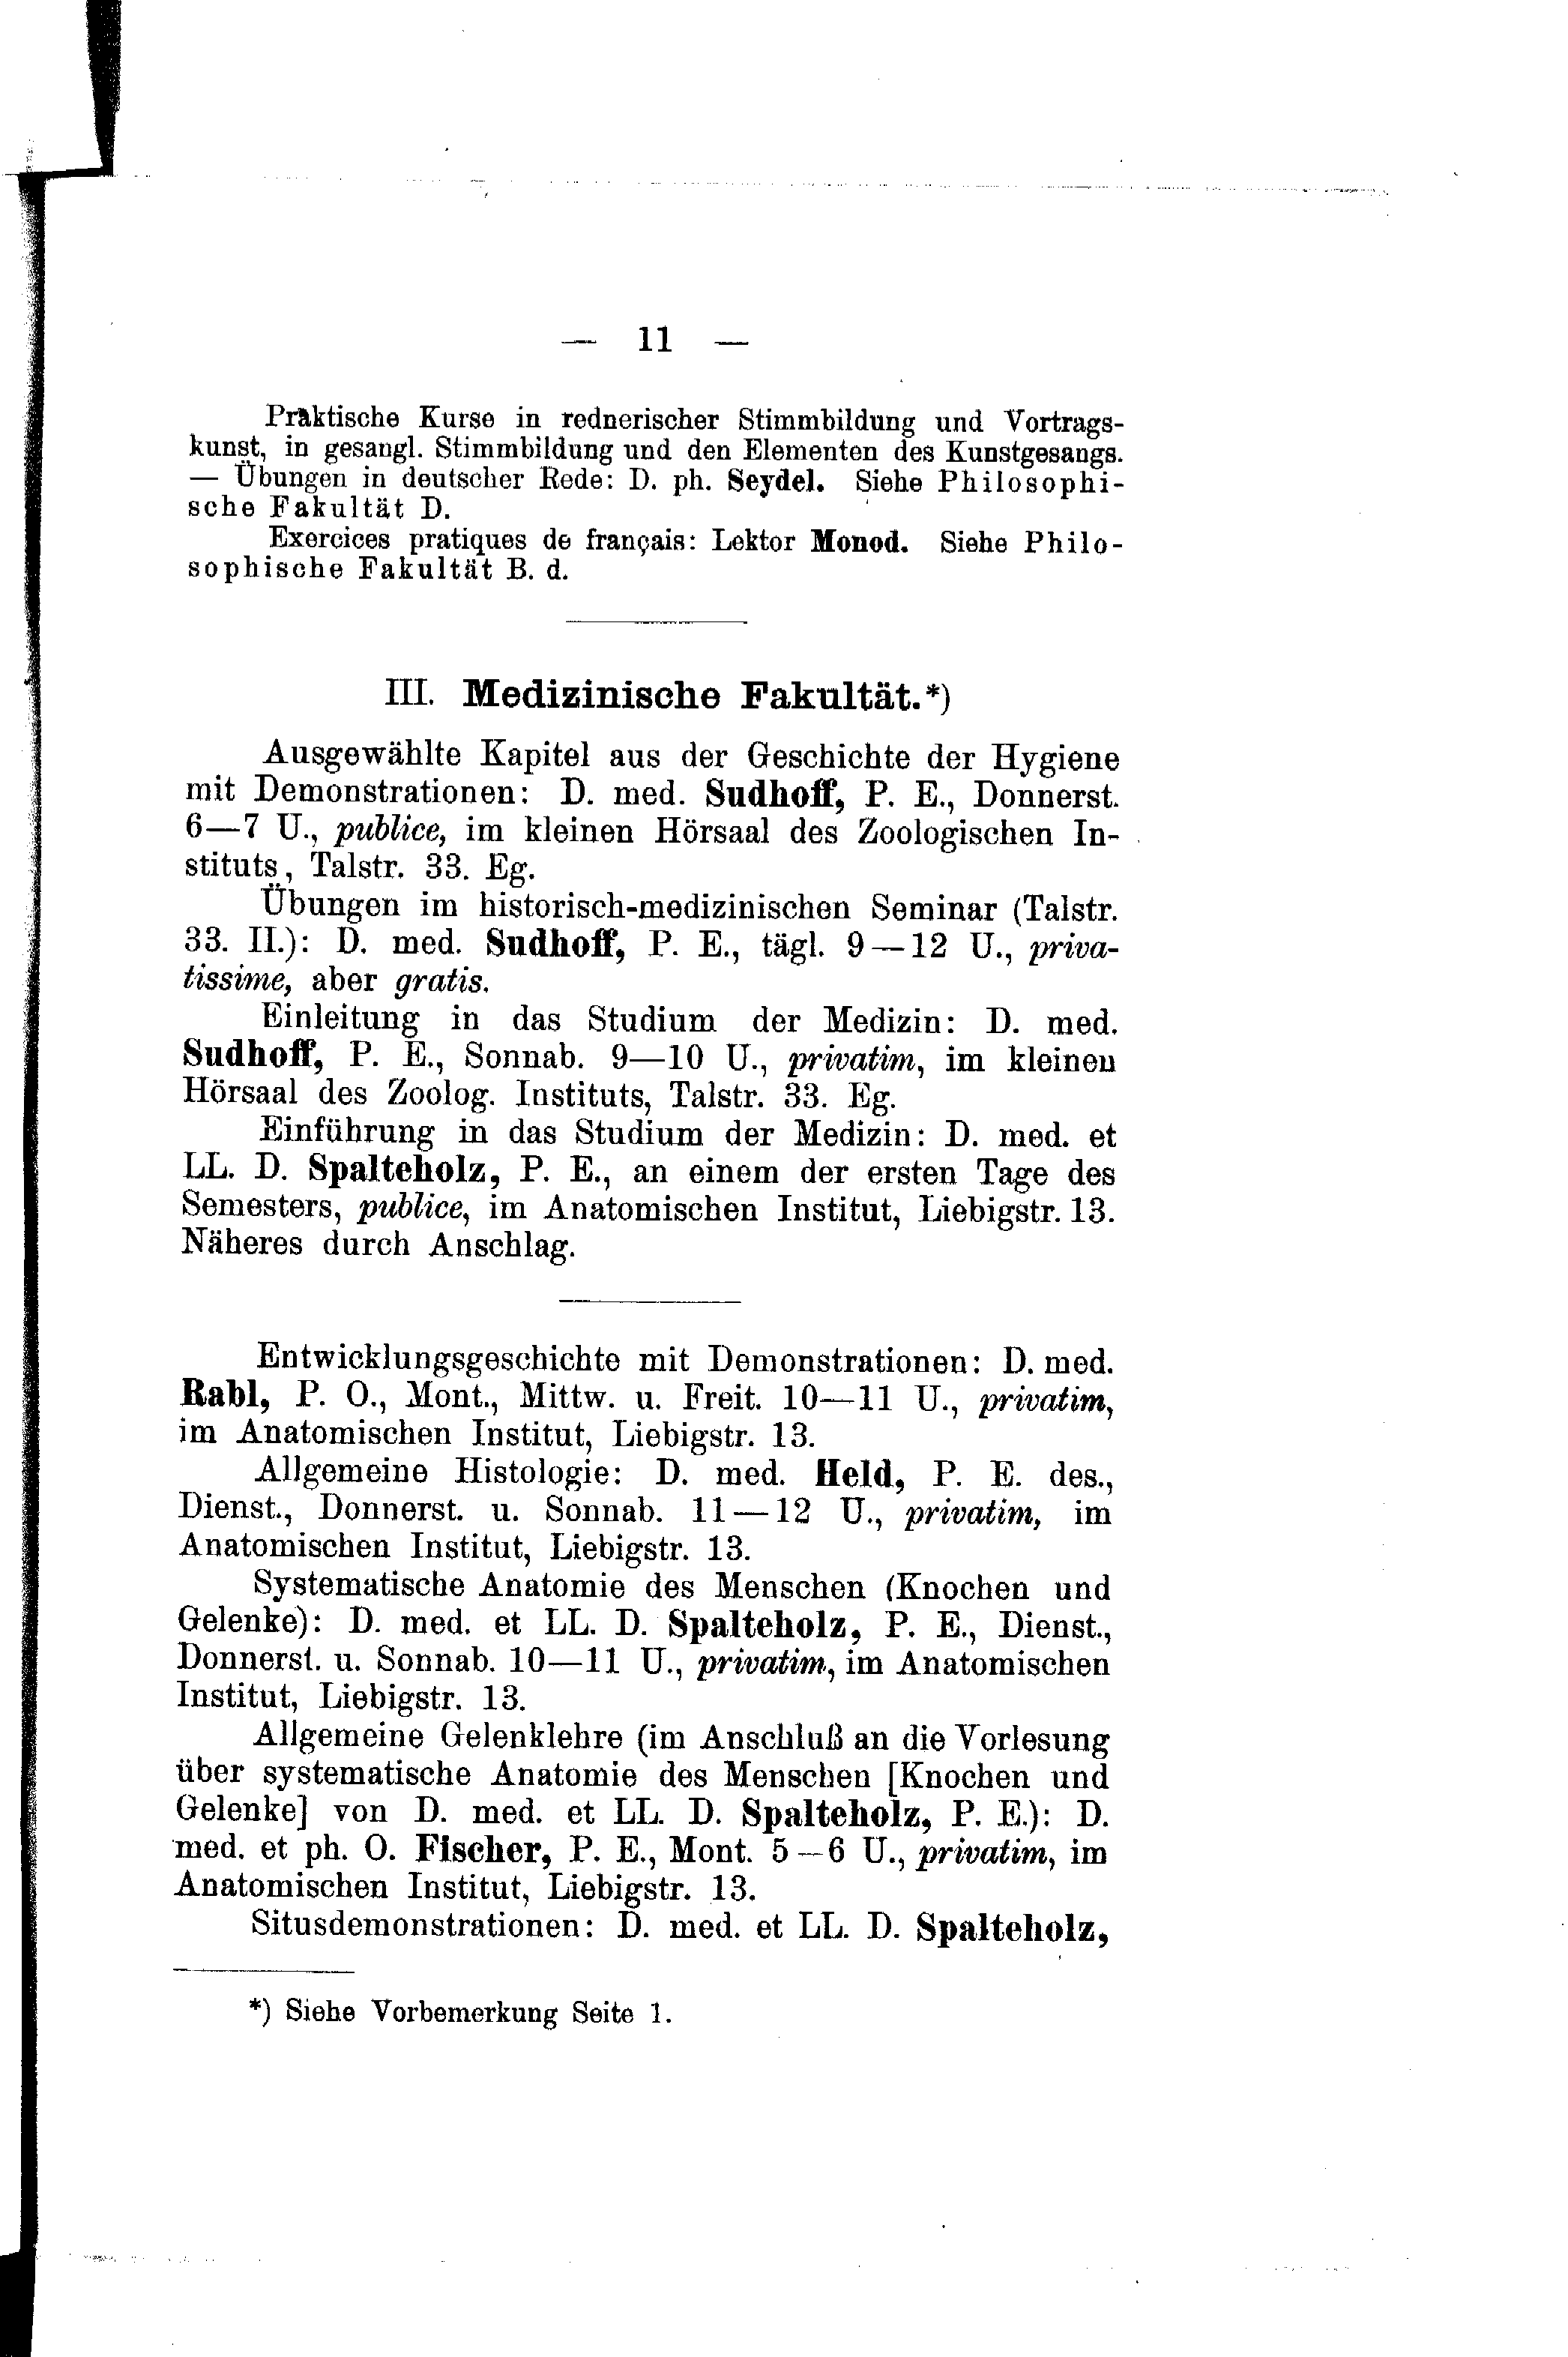 — 11 —
Praktische Kurse in rednerischer Stimmbildung und Vortrags-
kunst, in gesangl. Stimmbildung und den Elementen des Kunstgesangs.
— Übungen in deutscher Rede: D. ph. Seydel. Siehe Philosophi-
sche Fakultät D.
Exercices pratiques de français: Lektor Monod. Siehe Philo-
sophische Fakultät B. d.
III. Medizinische Fakultät.*)
Ausgewählte Kapitel aus der Geschichte der Hygiene
mit Demonstrationen: D. med. Sudhoff, P. E., Donnerst.
6—7 U., publice, im kleinen Hörsaal des Zoologischen In-
stituts, Talstr. 33. Eg.
Übungen im historisch-medizinischen Seminar (Talstr.
33. II.): D. med. Sudhoff, P. E., tägl. 9—12 U., priva-
tissime, aber gratis.
Einleitung in das Studium der Medizin: D. med.
Sudhoff, P. E., Sonnab. 9—10 U., privatim, im kleinen
Hörsaal des Zoolog. Instituts, Talstr. 33. Eg.
Einführung in das Studium der Medizin: D. med. et
LL. D. Spalteholz, P. E., an einem der ersten Tage des
Semesters, publice, im Anatomischen Institut, Liebigstr. 13.
Näheres durch Anschlag.
Entwicklungsgeschichte mit Demonstrationen: D. med.
Rabl, P. O., Mont., Mittw. u. Freit. 10—11 U., privatim,
im Anatomischen Institut, Liebigstr. 13.
Allgemeine Histologie: D. med. Held, P. E. des.,
Dienst., Donnerst. u. Sonnab. 11—12 U., privatim, im
Anatomischen Institut, Liebigstr. 13.
Systematische Anatomie des Menschen (Knochen und
Gelenke): D. med. et LL. D. Spalteholz, P. E., Dienst.,
Donnerst. u. Sonnab. 10—11 U., privatim, im Anatomischen
Institut, Liebigstr. 13.
Allgemeine Gelenklehre (im Anschluß an die Vorlesung
über systematische Anatomie des Menschen [Knochen und
Gelenke] von D. med. et LL. D. Spalteholz, P. E.): D.
med. et ph. O. Fischer, P. E., Mont. 5—6 U., privatim, im
Anatomischen Institut, Liebigstr. 13.
Situsdemonstrationen: D. med. et LL. D. Spalteholz,
*) Siehe Vorbemerkung Seite 1.